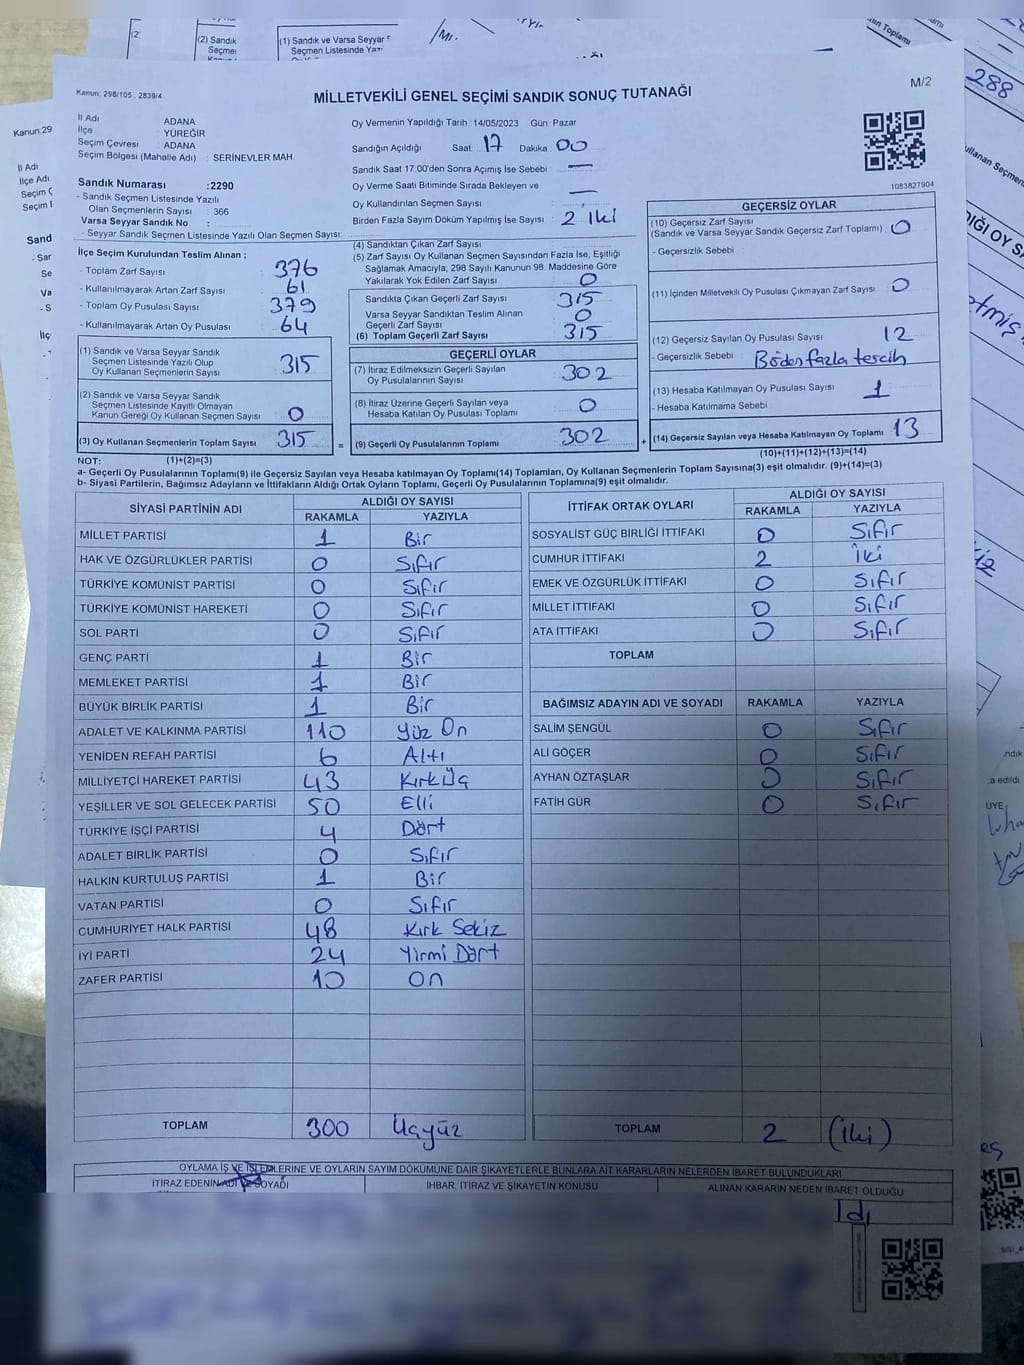 Kanun: 298/105 2839/4
M/2
MİLLETVEKİLİ GENEL SEÇİMİ SANDIK SONUÇ TUTANAĞI
İl Adı ADANA
İlçe YÜREĞİR
Seçim Çevresi : ADANA
Seçim Bölgesi (Mahalle Adı) : SERİNEVLER MAH.
Sandık Numarası :2290
- Sandık Seçmen Listesinde Yazılı
Olan Seçmenlerin Sayısı : 366
Varsa Seyyar Sandık No :
- Seyyar Sandık Seçmen Listesinde Yazılı Olan Seçmen Sayısı:
Oy Vermenin Yapıldığı Tarih : 14/05/2023 Gün: Pazar
Sandığın Açıldığı Saat: 17 Dakika 00
Sandık Saat 17:00'den Sonra Açımış İse Sebebi : —
Oy Verme Saati Bitiminde Sırada Bekleyen ve
Oy Kullandırılan Seçmen Sayısı : —
Birden Fazla Sayım Döküm Yapılmış İse Sayısı : 2 iki
1083827904
İlçe Seçim Kurulundan Teslim Alınan ;
- Toplam Zarf Sayısı : 376
- Kullanılmayarak Artan Zarf Sayısı : 61
- Toplam Oy Pusulası Sayısı : 379
- Kullanılmayarak Artan Oy Pusulası : 64
(1) Sandık ve Varsa Seyyar Sandık
Seçmen Listesinde Yazılı Olup
Oy Kullanan Seçmenlerin Sayısı : 315
(2) Sandık ve Varsa Seyyar Sandık
Seçmen Listesinde Kayıtlı Olmayan
Kanun Gereği Oy Kullanan Seçmen Sayısı : 0
(3) Oy Kullanan Seçmenlerin Toplam Sayısı : 315
(4) Sandıktan Çıkan Zarf Sayısı :
(5) Zarf Sayısı Oy Kullanan Seçmen Sayısından Fazla İse, Eşitliği
Sağlamak Amacıyla, 298 Sayılı Kanunun 98. Maddesine Göre
Yakılarak Yok Edilen Zarf Sayısı : 0
Sandıkta Çıkan Geçerli Zarf Sayısı : 315
Varsa Seyyar Sandıktan Teslim Alınan
Geçerli Zarf Sayısı : 0
(6) Toplam Geçerli Zarf Sayısı : 315
GEÇERLİ OYLAR
(7) İtiraz Edilmeksizin Geçerli Sayılan
Oy Pusulalarının Sayısı : 302
(8) İtiraz Üzerine Geçerli Sayılan veya
Hesaba Katılan Oy Pusulası Toplamı : 0
= (9) Geçerli Oy Pusulalarının Toplamı : 302
GEÇERSİZ OYLAR
(10) Geçersiz Zarf Sayısı
(Sandık ve Varsa Seyyar Sandık Geçersiz Zarf Toplamı) : 0
- Geçersizlik Sebebi :
(11) İçinden Milletvekili Oy Pusulası Çıkmayan Zarf Sayısı : 0
(12) Geçersiz Sayılan Oy Pusulası Sayısı : 12
- Geçersizlik Sebebi : fazla tercih
(13) Hesaba Katılmayan Oy Pusulası Sayısı : 1
- Hesaba Katılmama Sebebi :
+ (14) Geçersiz Sayılan veya Hesaba Katılmayan Oy Toplamı : 13
(10)+(11)+(12)+(13)=(14)
NOT: (1)+(2)=(3)
a- Geçerli Oy Pusulalarının Toplamı(9) ile Geçersiz Sayılan veya Hesaba katılmayan Oy Toplamı(14) Toplamları, Oy Kullanan Seçmenlerin Toplam Sayısına(3) eşit olmalıdır. (9)+(14)=(3)
b- Siyasi Partilerin, Bağımsız Adayların ve İttifakların Aldığı Ortak Oyların Toplamı, Geçerli Oy Pusulalarının Toplamına(9) eşit olmalıdır.
SİYASİ PARTİNİN ADI ALDIĞI OY SAYISI
RAKAMLA YAZIYLA
MİLLET PARTİSİ 1 Bir
HAK VE ÖZGÜRLÜKLER PARTİSİ 0 Sıfır
TÜRKİYE KOMÜNİST PARTİSİ 0 Sıfır
TÜRKİYE KOMÜNİST HAREKETİ 0 Sıfır
SOL PARTİ 0 Sıfır
GENÇ PARTİ 1 Bir
MEMLEKET PARTİSİ 1 Bir
BÜYÜK BİRLİK PARTİSİ 1 Bir
ADALET VE KALKINMA PARTİSİ 110 Yüz On
YENİDEN REFAH PARTİSİ 6 Altı
MİLLİYETÇİ HAREKET PARTİSİ 43 Kırk Üç
YEŞİLLER VE SOL GELECEK PARTİSİ 50 Elli
TÜRKİYE İŞÇİ PARTİSİ 4 Dört
ADALET BİRLİK PARTİSİ 0 Sıfır
HALKIN KURTULUŞ PARTİSİ 1 Bir
VATAN PARTİSİ 0 Sıfır
CUMHURİYET HALK PARTİSİ 48 Kırk Sekiz
İYİ PARTİ 24 Yirmi Dört
ZAFER PARTİSİ 10 On
TOPLAM 300 Üçyüz
İTTİFAK ORTAK OYLARI ALDIĞI OY SAYISI
RAKAMLA YAZIYLA
SOSYALİST GÜÇ BİRLİĞİ İTTİFAKI 0 Sıfır
CUMHUR İTTİFAKI 2 İki
EMEK VE ÖZGÜRLÜK İTTİFAKI 0 Sıfır
MİLLET İTTİFAKI 0 Sıfır
ATA İTTİFAKI 0 Sıfır
TOPLAM
BAĞIMSIZ ADAYIN ADI VE SOYADI RAKAMLA YAZIYLA
SALİM ŞENGÜL 0 Sıfır
ALİ GÖÇER 0 Sıfır
AYHAN ÖZTAŞLAR 0 Sıfır
FATİH GÜR 0 Sıfır
TOPLAM 2 (İki)
OYLAMA İŞ VE İŞLEMLERİNE VE OYLARIN SAYIM DÖKÜMÜNE DAİR ŞİKAYETLERLE BUNLARA AİT KARARLARIN NELERDEN İBARET BULUNDUKLARI
İTİRAZ EDENİN ADI VE SOYADI İHBAR, İTİRAZ VE ŞİKAYETİN KONUSU ALINAN KARARIN NEDEN İBARET OLDUĞU